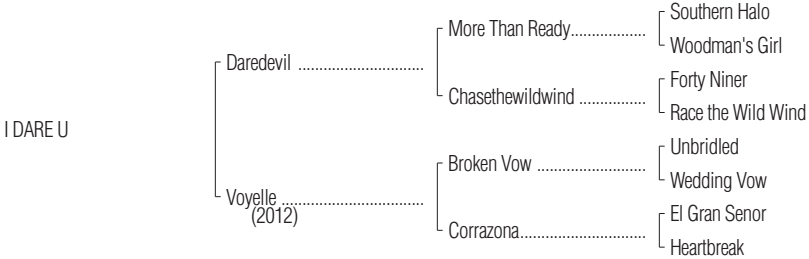 Southern Halo
More Than Ready..................
Woodman's Girl
Daredevil ..............................
Forty Niner
Chasethewildwind ................
Race the Wild Wind
I DARE U
Unbridled
Broken Vow ..........................
Wedding Vow
Voyelle ..................................
(2012)
El Gran Senor
Corrazona..............................
Heartbreak